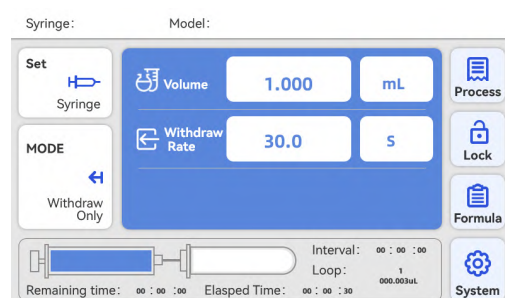 Syringe: Model:
Set
Syringe
MODE
Withdraw
Only
Volume 1.000 mL
Withdraw
Rate 30.0 S
Process
Lock
Formula
System
Interval: 00 : 00 : 00
Loop: 1
000.003uL
Remaining time: 00 : 00 : 00 Elasped Time: 00 : 00 : 30